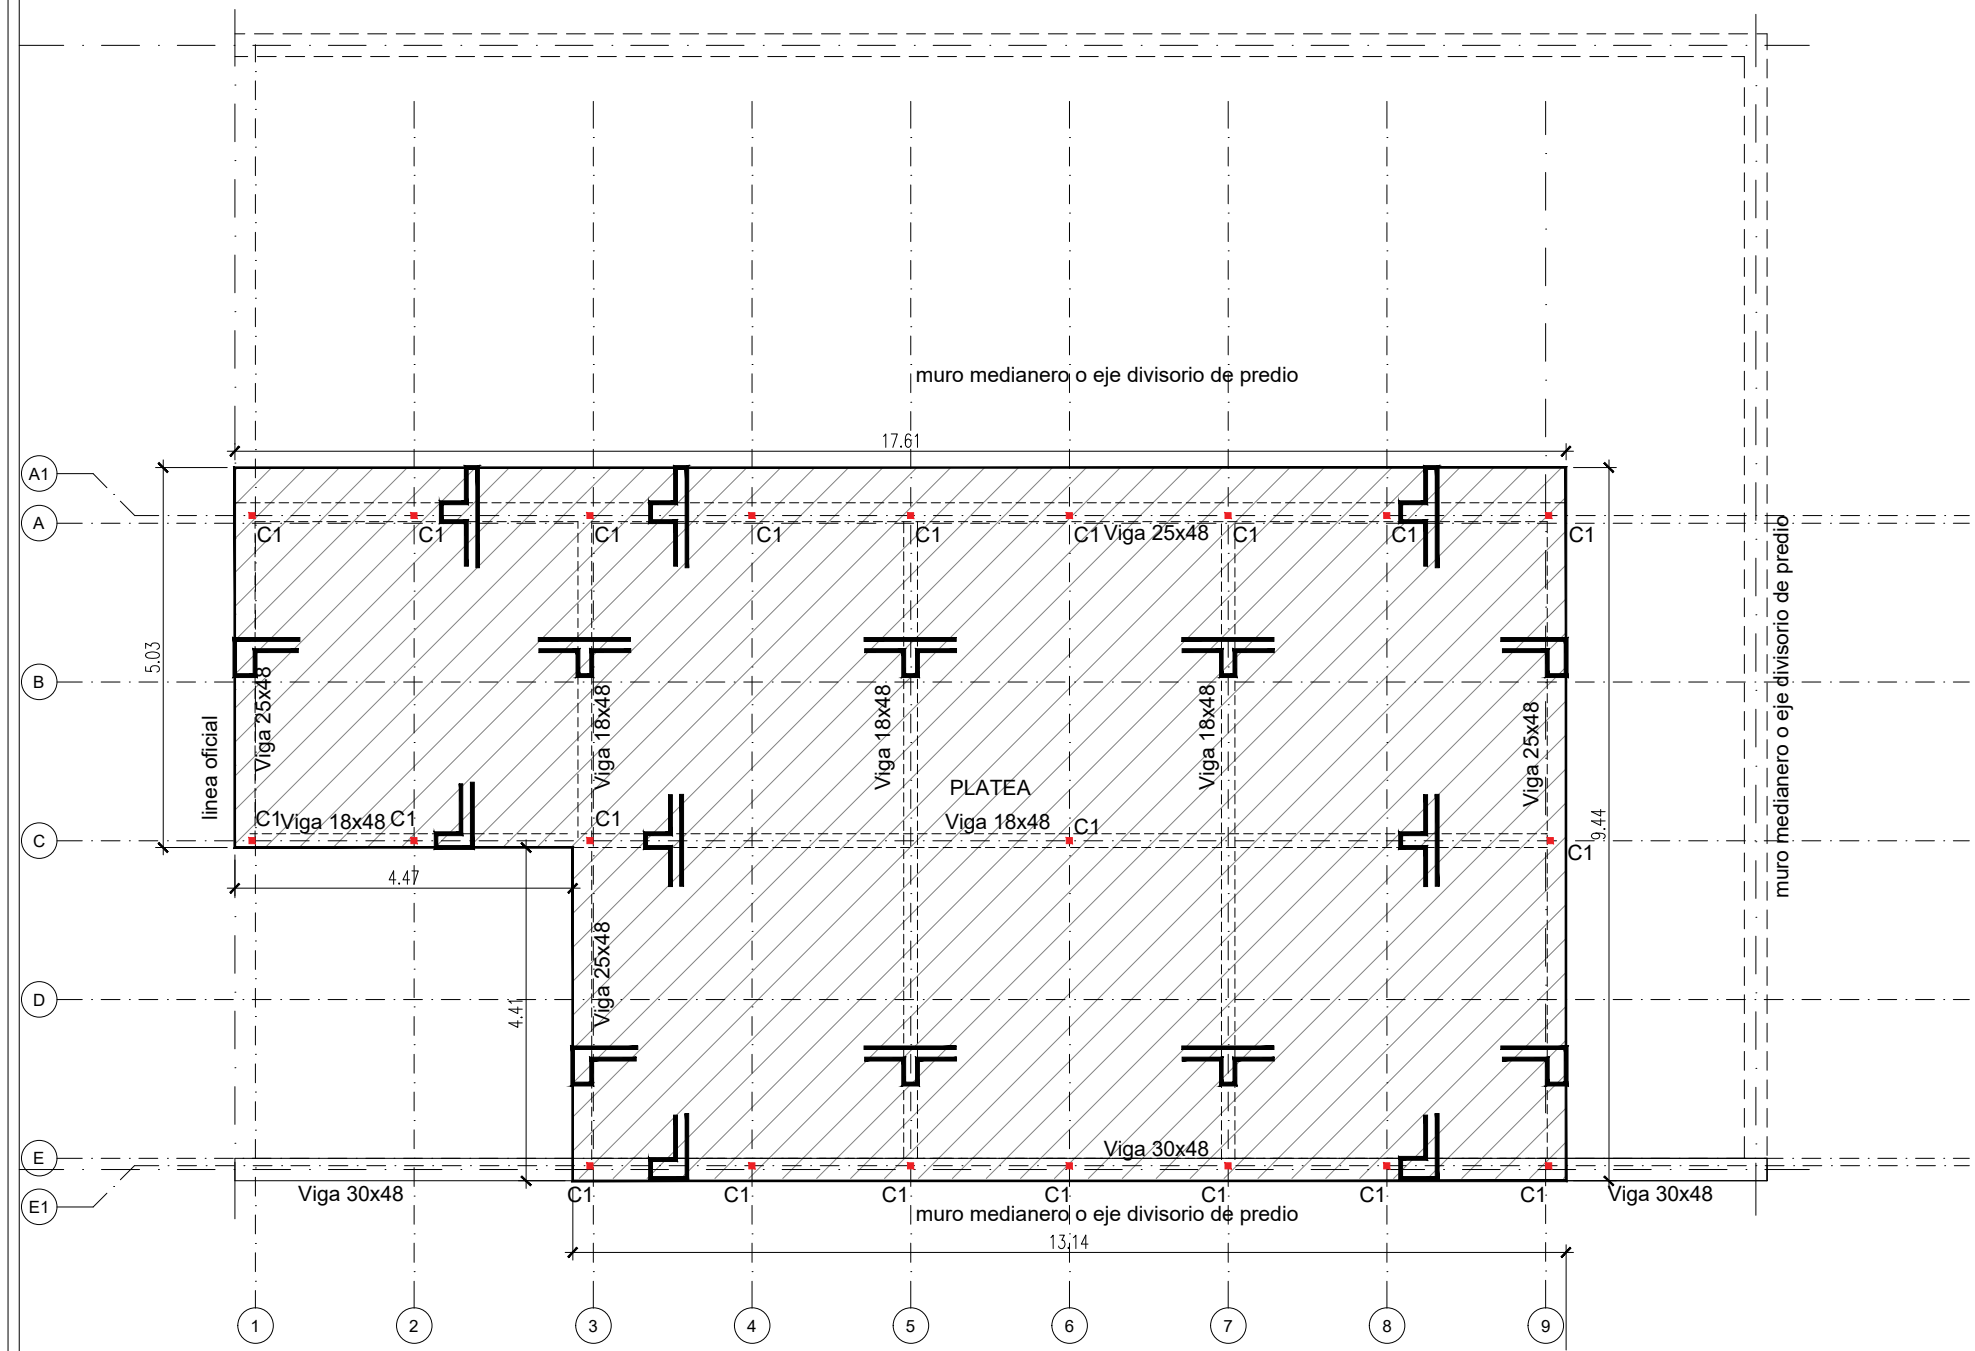 muro medianero o eje divisorio de predio
17.61
A1
A
C1
C1
C1
C1
C1
C1 Viga 25x48
C1
C1
C1
muro medianero o eje divisorio de predio
5.03
B
linea oficial
Viga 25x48
Viga 18x48
Viga 18x48
Viga 18x48
Viga 25x48
PLATEA
C
C1 Viga 18x48 C1
C1
Viga 18x48
C1
C1
9.44
4.47
Viga 25x48
D
4.41
E
Viga 30x48
E1
Viga 30x48
C1
C1
C1
C1
C1
C1
C1
Viga 30x48
muro medianero o eje divisorio de predio
13.14
1
2
3
4
5
6
7
8
9